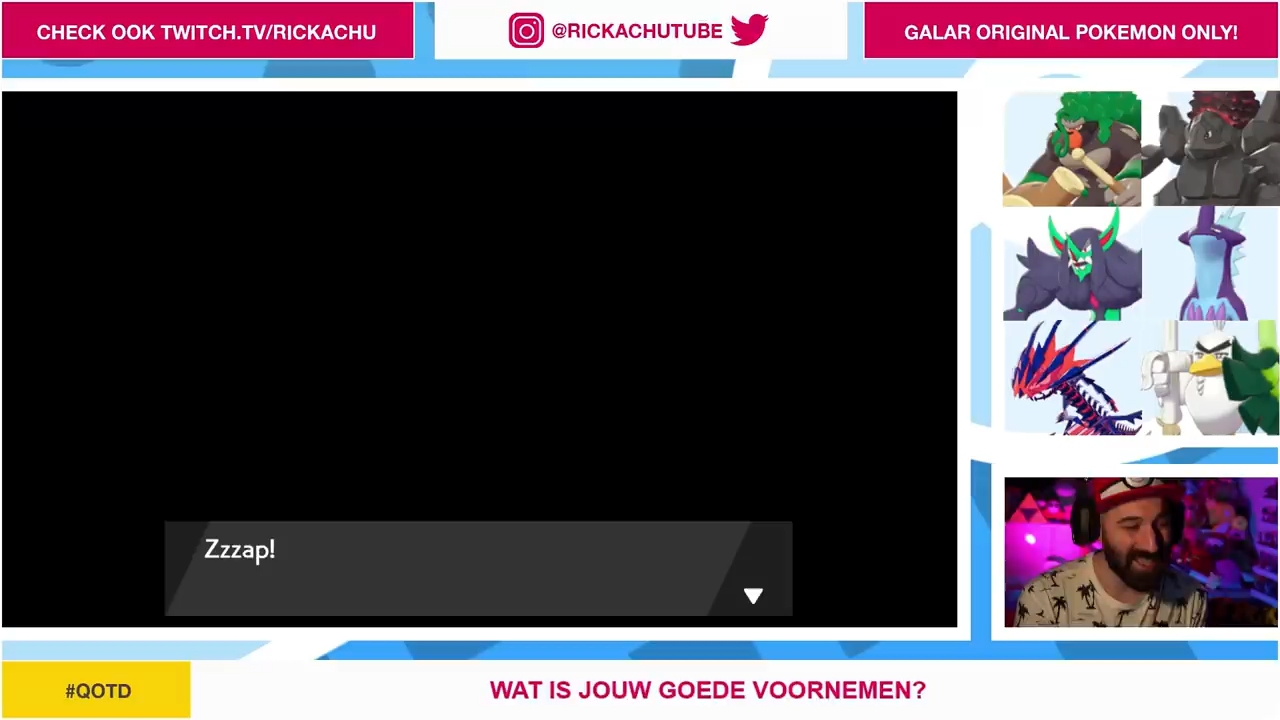 CHECK OOK TWITCH.TV/RICKACHU
@RICKACHUTUBE
GALAR ORIGINAL POKEMON ONLY!
Zzzap!
#QOTD
WAT IS JOUW GOEDE VOORNEMEN?